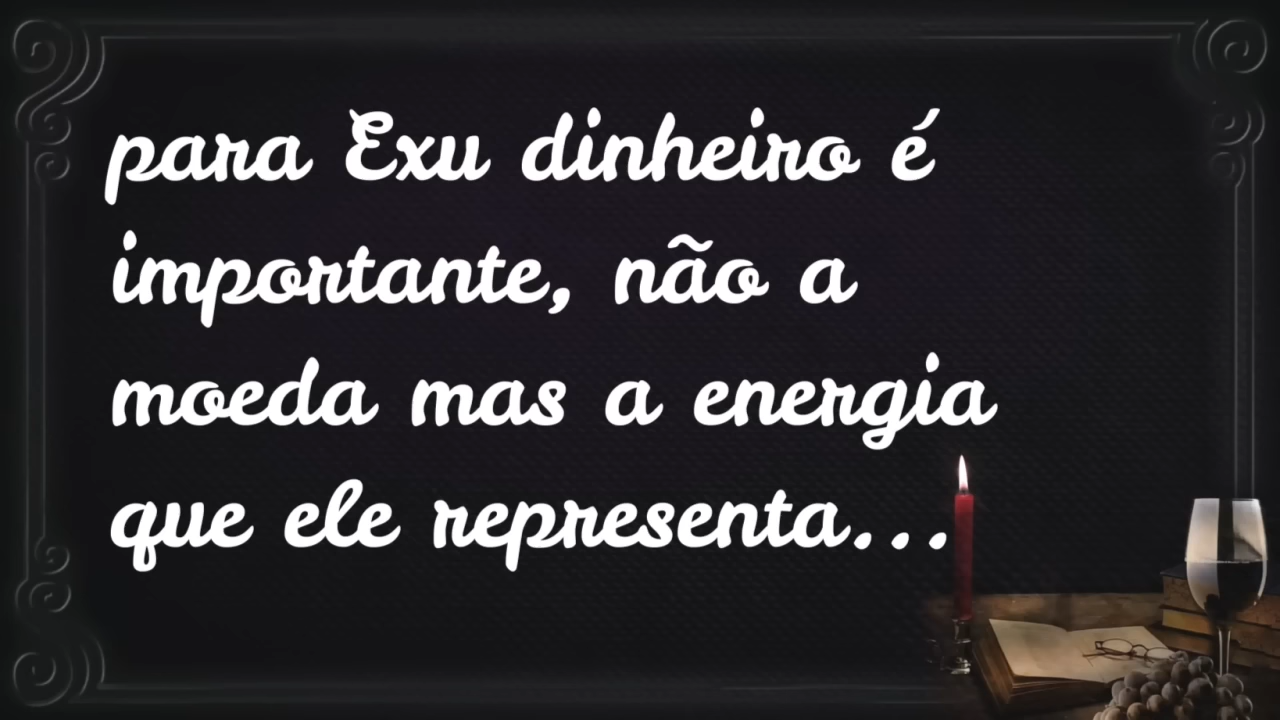 para Exu dinheiro é
importante, não a
moeda mas a energia
que ele representa...